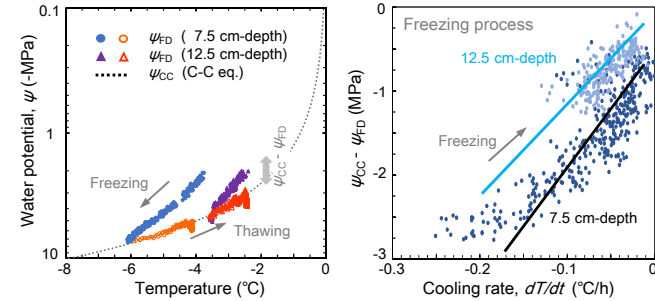 0.1
1
10
Water potential, ψ (-MPa)
ψFD ( 7.5 cm-depth)
ψFD (12.5 cm-depth)
ψCC (C-C eq.)
Freezing
Thawing
ψCC- ψFD
-8
-6
-4
-2
0
Temperature (℃)
Freezing process
12.5 cm-depth
Freezing
7.5 cm-depth
0
-1
-2
-3
ψCC- ψFD (MPa)
-0.3
-0.2
-0.1
0
Cooling rate, dT/dt (℃/h)